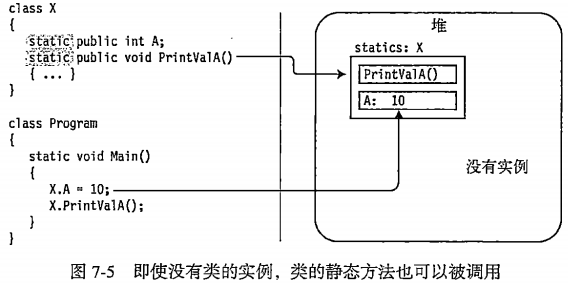 class X
{
static public int A;
static public void PrintValA()
{ ... }
}
class Program
{
static void Main()
{
X.A = 10;
X.PrintValA();
}
}
堆
statics: X
PrintValA()
A: 10
没有实例
图 7-5 即使没有类的实例，类的静态方法也可以被调用